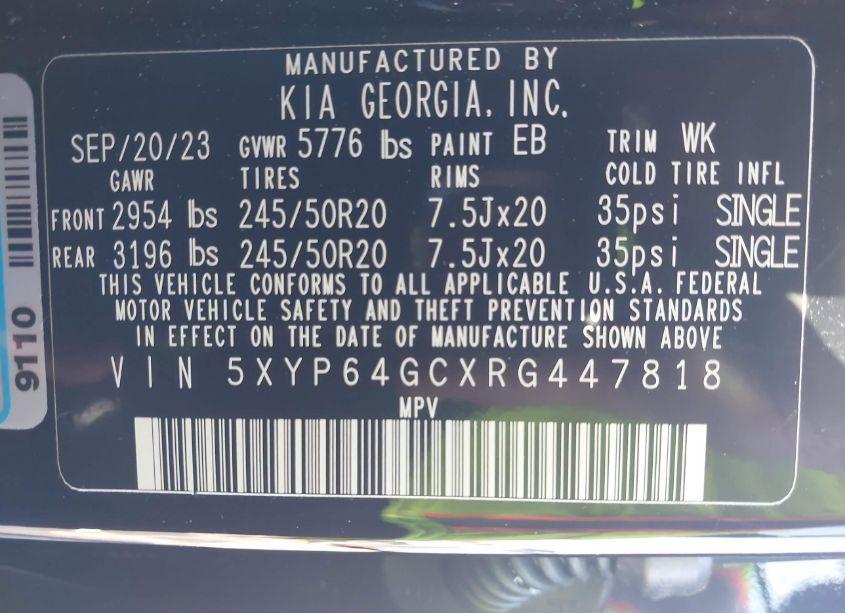 MANUFACTURED BY
KIA GEORGIA, INC.
SEP/20/23 GVWR 5776 lbs PAINT EB TRIM WK
GAWR TIRES RIMS COLD TIRE INFL
FRONT 2954 lbs 245/50R20 7.5Jx20 35psi SINGLE
REAR 3196 lbs 245/50R20 7.5Jx20 35psi SINGLE
THIS VEHICLE CONFORMS TO ALL APPLICABLE U.S.A. FEDERAL
MOTOR VEHICLE SAFETY AND THEFT PREVENTION STANDARDS
IN EFFECT ON THE DATE OF MANUFACTURE SHOWN ABOVE.
VIN 5XYP64GCXRG447818
MPV
9110